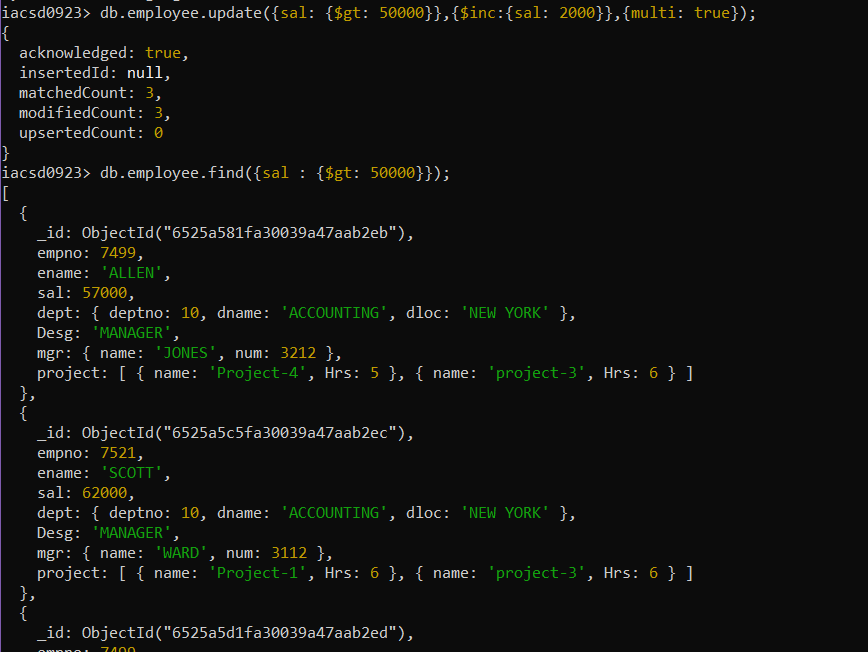 iacsd0923> db.employee.update({sal: {$gt: 50000}},{$inc:{sal: 2000}},{multi: true});
{
  acknowledged: true,
  insertedId: null,
  matchedCount: 3,
  modifiedCount: 3,
  upsertedCount: 0
}
iacsd0923> db.employee.find({sal : {$gt: 50000}});
[
  {
    _id: ObjectId("6525a581fa30039a47aab2eb"),
    empno: 7499,
    ename: 'ALLEN',
    sal: 57000,
    dept: { deptno: 10, dname: 'ACCOUNTING', dloc: 'NEW YORK' },
    Desg: 'MANAGER',
    mgr: { name: 'JONES', num: 3212 },
    project: [ { name: 'Project-4', Hrs: 5 }, { name: 'project-3', Hrs: 6 } ]
  },
  {
    _id: ObjectId("6525a5c5fa30039a47aab2ec"),
    empno: 7521,
    ename: 'SCOTT',
    sal: 62000,
    dept: { deptno: 10, dname: 'ACCOUNTING', dloc: 'NEW YORK' },
    Desg: 'MANAGER',
    mgr: { name: 'WARD', num: 3112 },
    project: [ { name: 'Project-1', Hrs: 6 }, { name: 'project-3', Hrs: 6 } ]
  },
  {
    _id: ObjectId("6525a5d1fa30039a47aab2ed"),
    empno: 7499